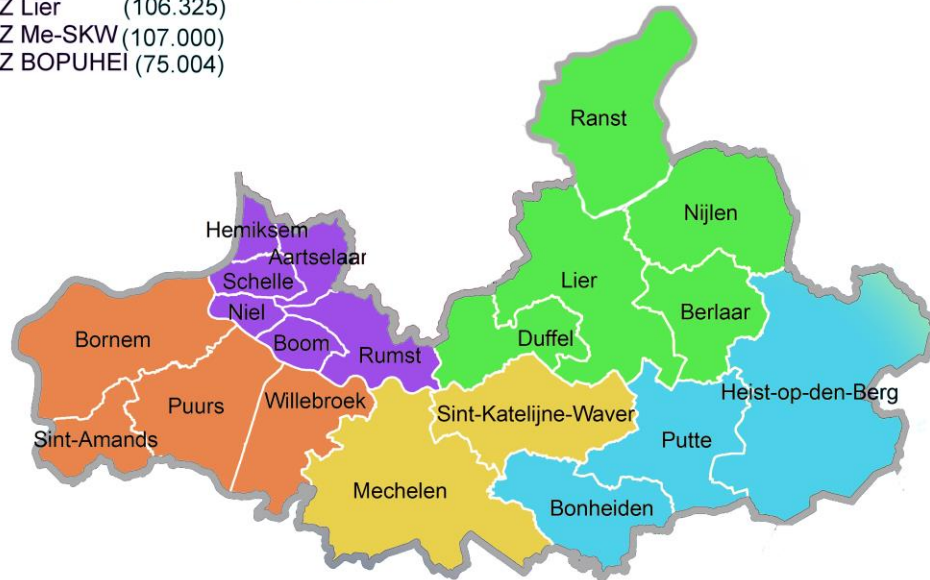 Z Lier (106.325)
Z Me-SKW (107.000)
Z BOPUHEI (75.004)
Ranst
Nijlen
Hemiksem
Aartselaar
Schelle
Lier
Niel
Berlaar
Bornem
Boom
Duffel
Rumst
Heist-op-den-Berg
Willebroek
Puurs
Sint-Katelijne-Waver
Sint-Amands
Putte
Mechelen
Bonheiden